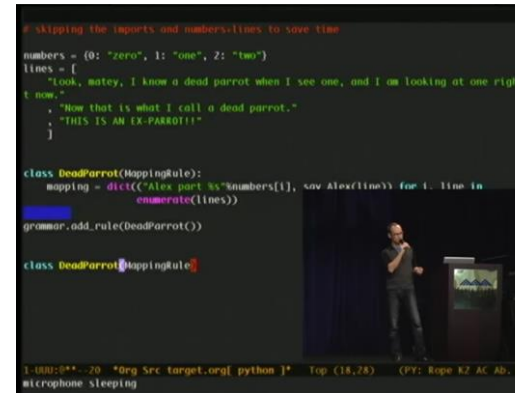 # skipping the imports and numbers+lines to save time
numbers = {0: "zero", 1: "one", 2: "two"}
lines = [
"Look, matey, I know a dead parrot when I see one, and I am looking at one righ
t now."
, "Now that is what I call a dead parrot."
, "THIS IS AN EX-PARROT!!"
]
class DeadParrot(MappingRule):
mapping = dict(("Alex part %s"%numbers[i], say_Alex(line)) for i, line in
enumerate(lines))
grammar.add_rule(DeadParrot())
class DeadParrot(MappingRule)
1-UUU:@**--20 *Org Src target.org[ python ]* Top (18,28) (PY: Rope K2 AC Ab,
microphone sleeping